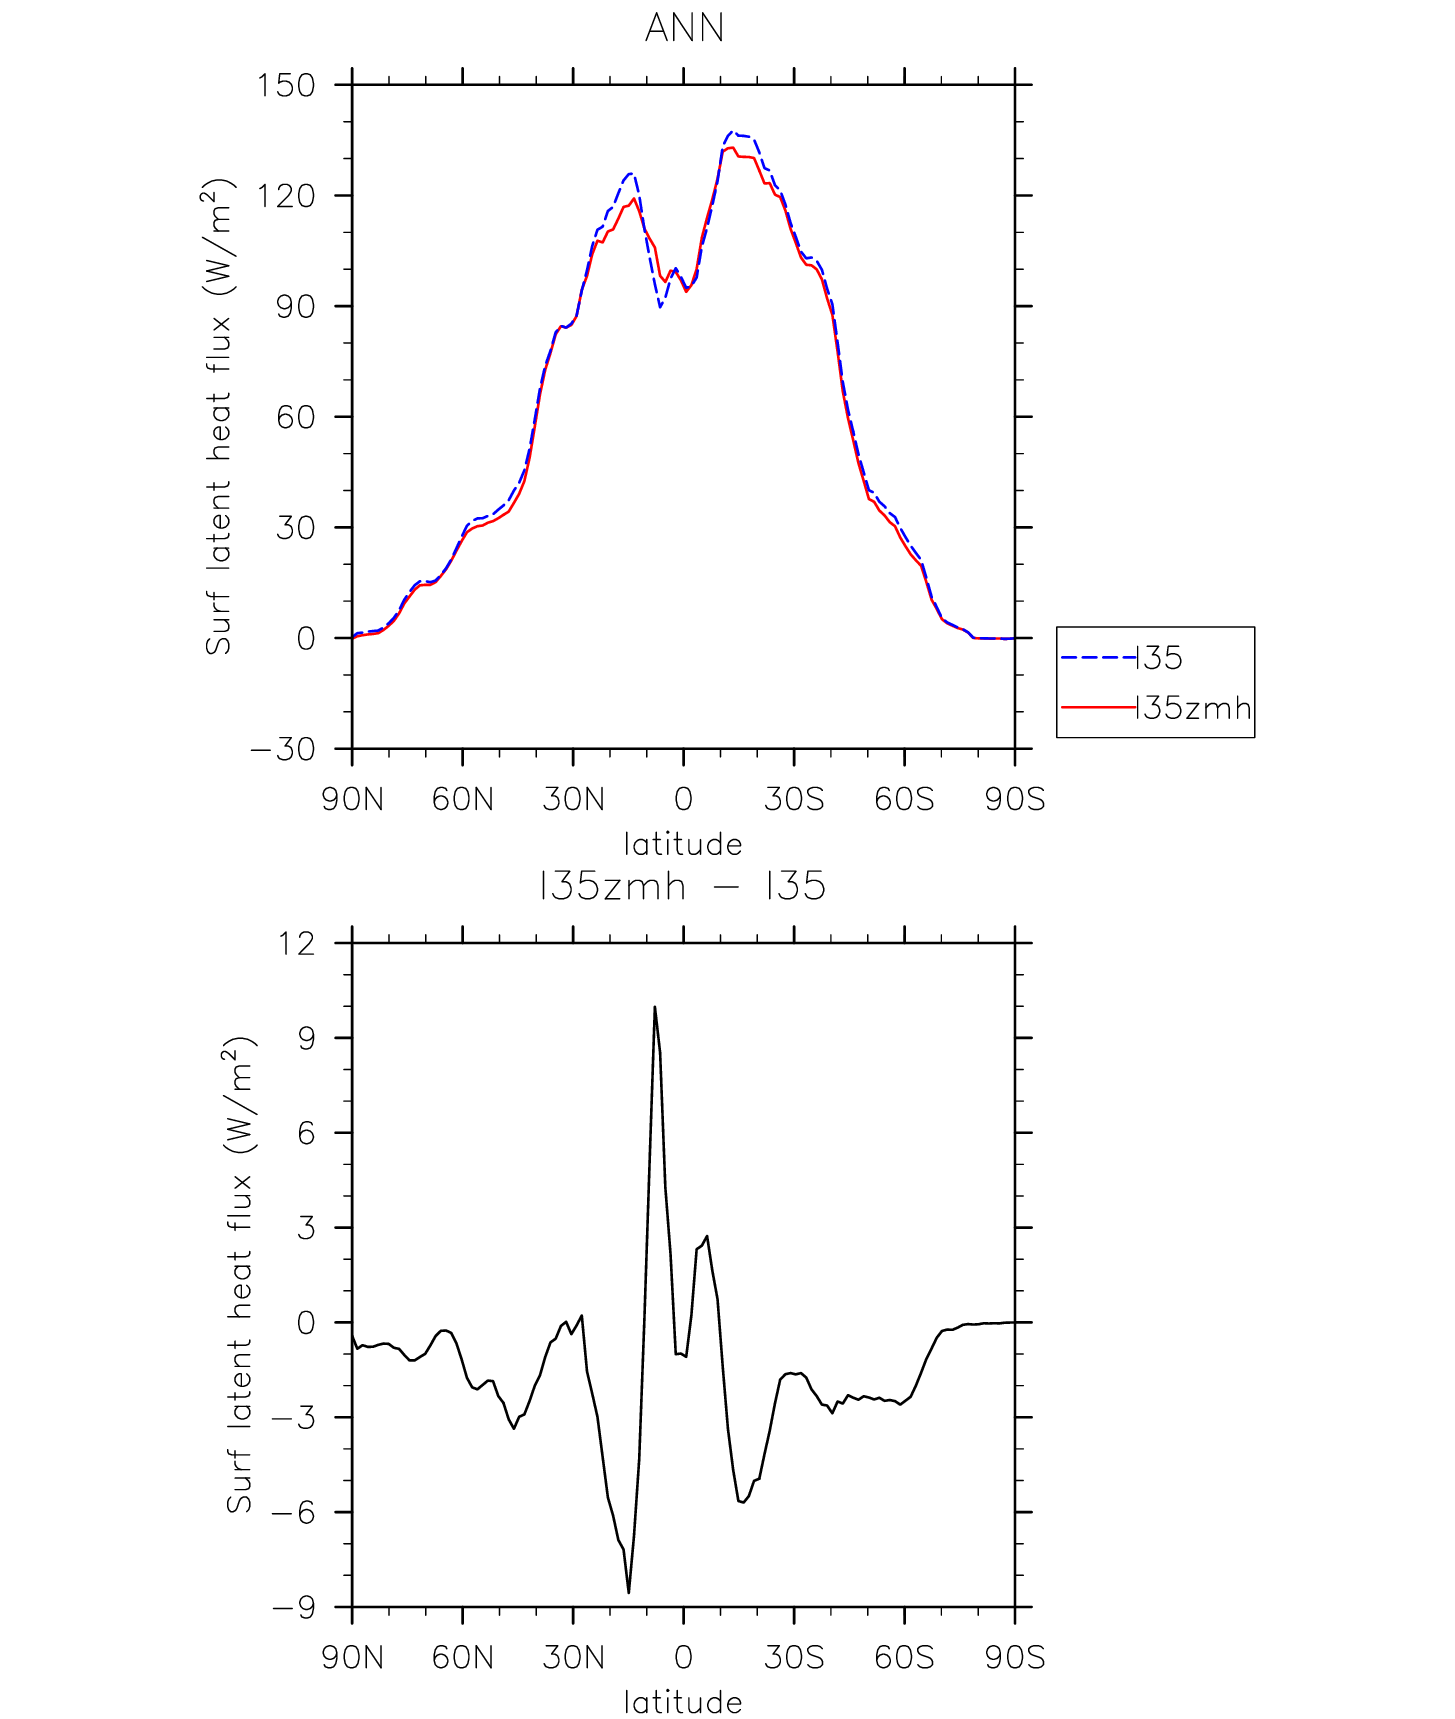 ANN
150
120
90
60
30
0
−30
Surf latent heat flux (W/m²)
90N 60N 30N 0 30S 60S 90S
latitude
I35
I35zmh
I35zmh − I35
12
9
6
3
0
−3
−6
−9
Surf latent heat flux (W/m²)
90N 60N 30N 0 30S 60S 90S
latitude